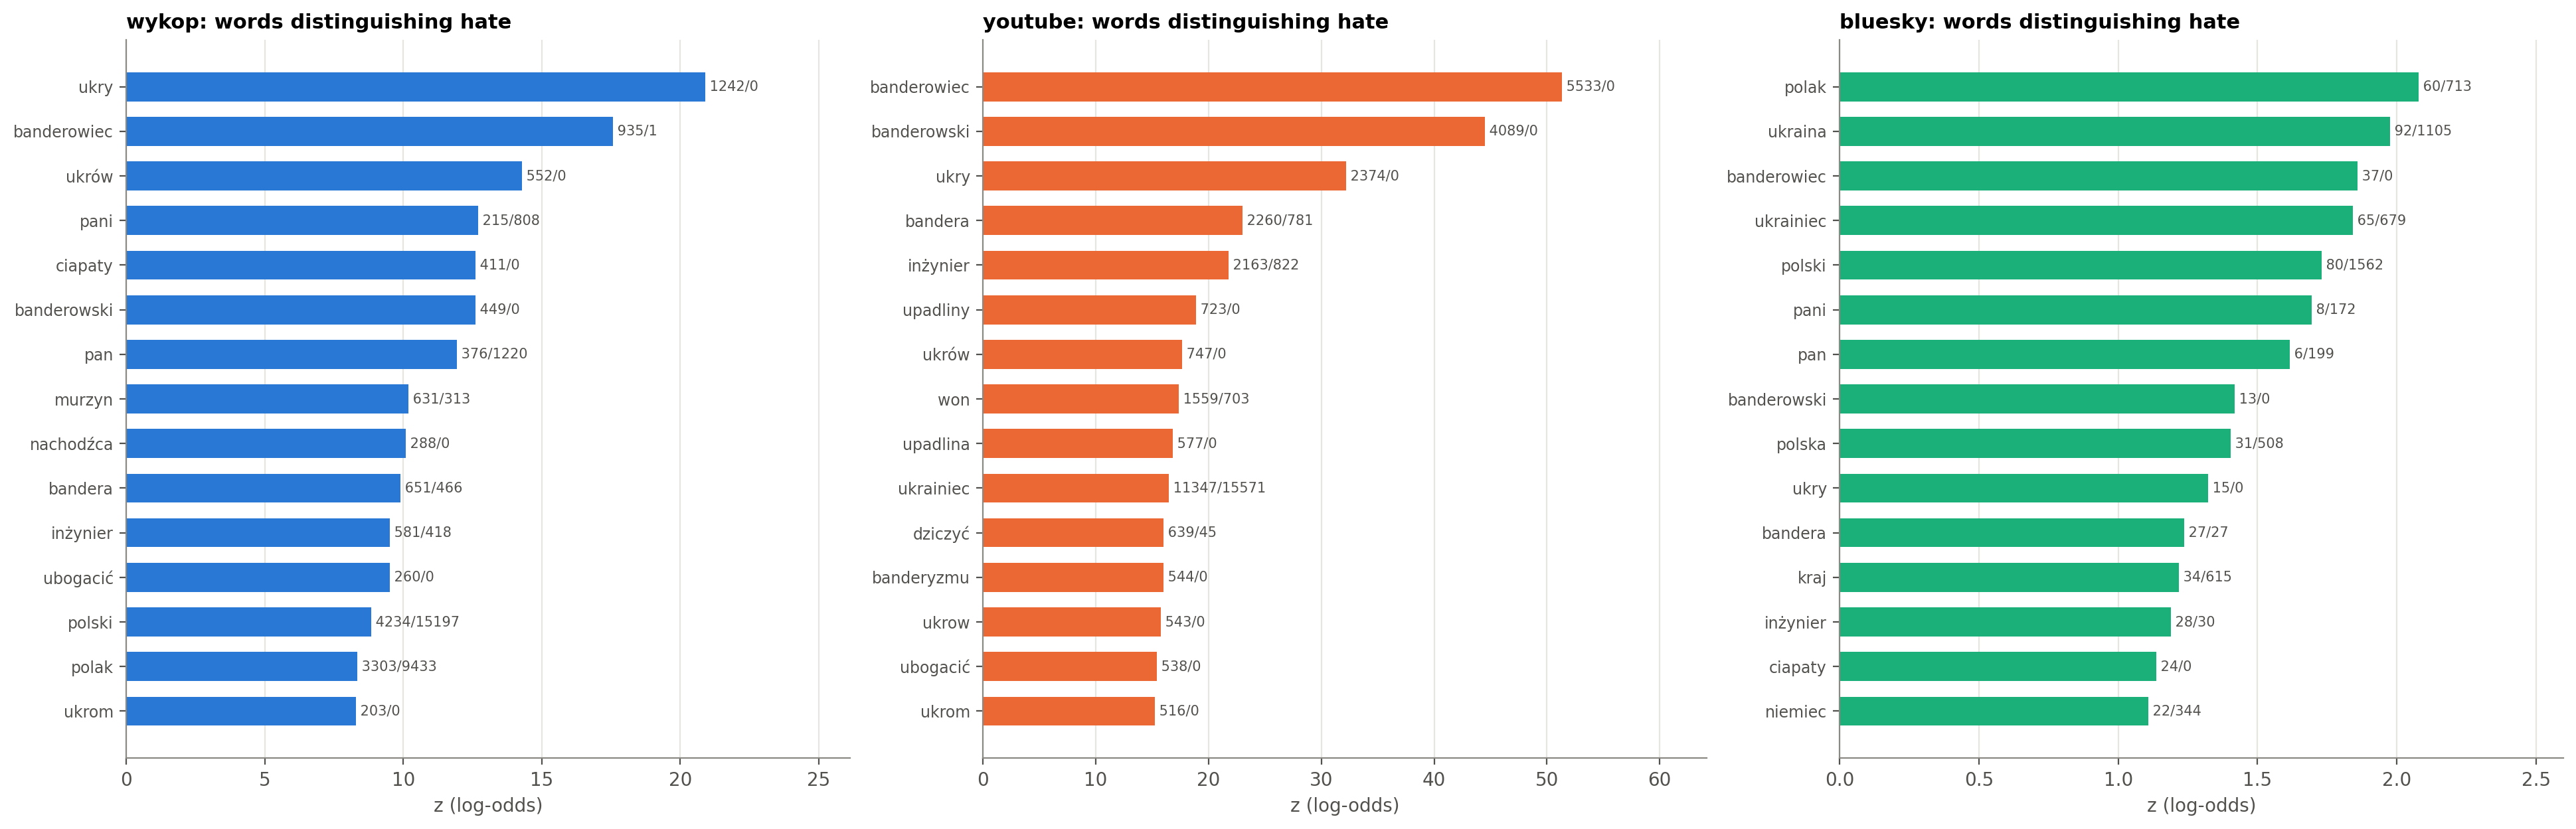 wykop: words distinguishing hate
ukry 1242/0
banderowiec 935/1
ukrów 552/0
pani 215/808
ciapaty 411/0
banderowski 449/0
pan 376/1220
murzyn 631/313
nachodźca 288/0
bandera 651/466
inżynier 581/418
ubogacić 260/0
polski 4234/15197
polak 3303/9433
ukrom 203/0
0 5 10 15 20 25
z (log-odds)
youtube: words distinguishing hate
banderowiec 5533/0
banderowski 4089/0
ukry 2374/0
bandera 2260/781
inżynier 2163/822
upadliny 723/0
ukrów 747/0
won 1559/703
upadlina 577/0
ukrainiec 11347/15571
dziczyć 639/45
banderyzmu 544/0
ukrow 543/0
ubogacić 538/0
ukrom 516/0
0 10 20 30 40 50 60
z (log-odds)
bluesky: words distinguishing hate
polak 60/713
ukraina 92/1105
banderowiec 37/0
ukrainiec 65/679
polski 80/1562
pani 8/172
pan 6/199
banderowski 13/0
polska 31/508
ukry 15/0
bandera 27/27
kraj 34/615
inżynier 28/30
ciapaty 24/0
niemiec 22/344
0.0 0.5 1.0 1.5 2.0 2.5
z (log-odds)